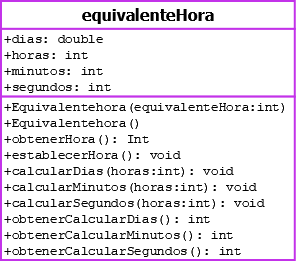 equivalenteHora
+dias: double
+horas: int
+minutos: int
+segundos: int
+Equivalentehora(equivalenteHora:int)
+Equivalentehora()
+obtenerHora(): Int
+establecerHora(): void
+calcularDias(horas:int): void
+calcularMinutos(horas:int): void
+calcularSegundos(horas:int): void
+obtenerCalcularDias(): int
+obtenerCalcularMinutos(): int
+obtenerCalcularSegundos(): int